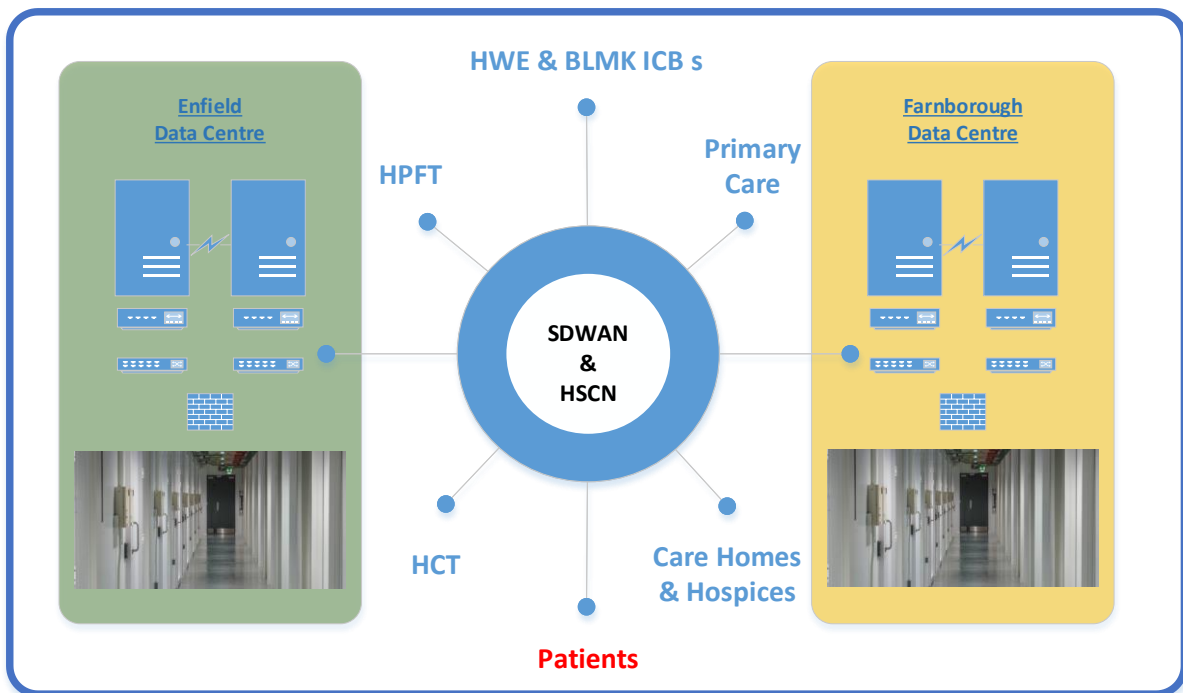 HWE & BLMK ICB s
Enfield
Data Centre
Farnborough
Data Centre
HPFT
Primary
Care
SDWAN
&
HSCN
HCT
Care Homes
& Hospices
Patients